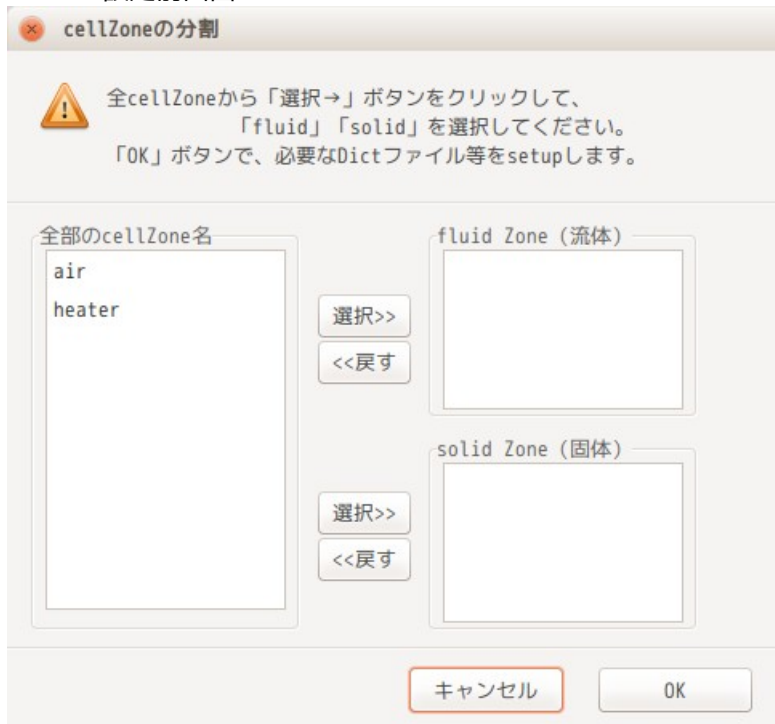 cellZoneの分割
全cellZoneから「選択→」ボタンをクリックして、
「fluid」「solid」を選択してください。
「OK」ボタンで、必要なDictファイル等をsetupします。
全部のcellZone名
air
heater
選択>>
<<戻す
fluid Zone (流体)
選択>>
<<戻す
solid Zone (固体)
キャンセル
OK